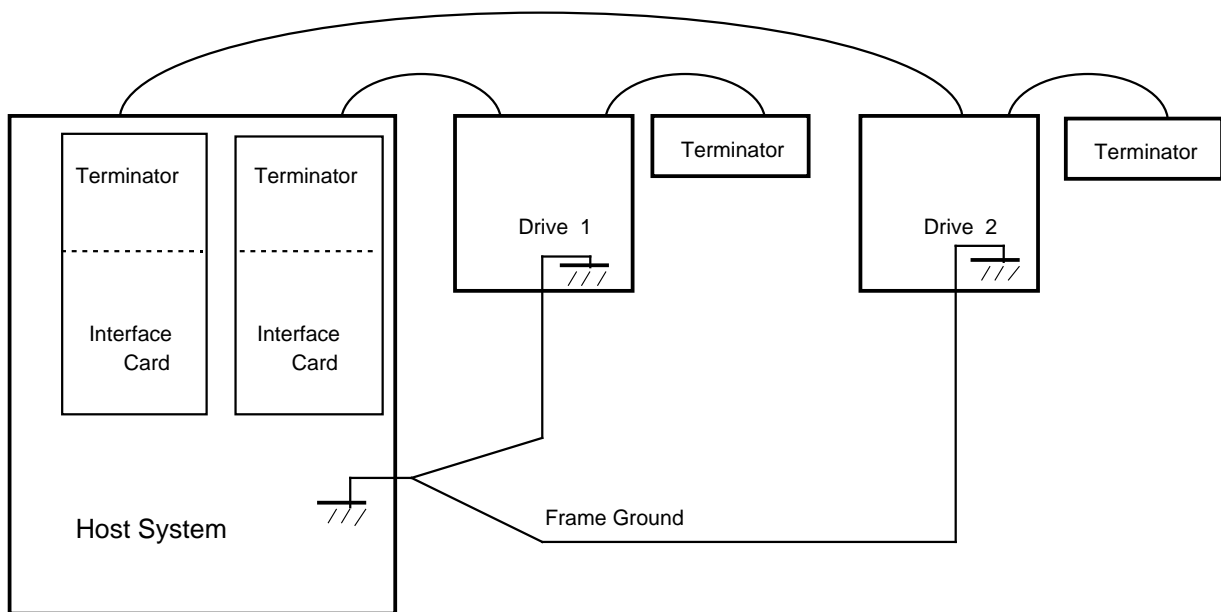 Terminator
Interface
Card
Terminator
Interface
Card
Host System
Drive 1
Terminator
Drive 2
Terminator
Frame Ground